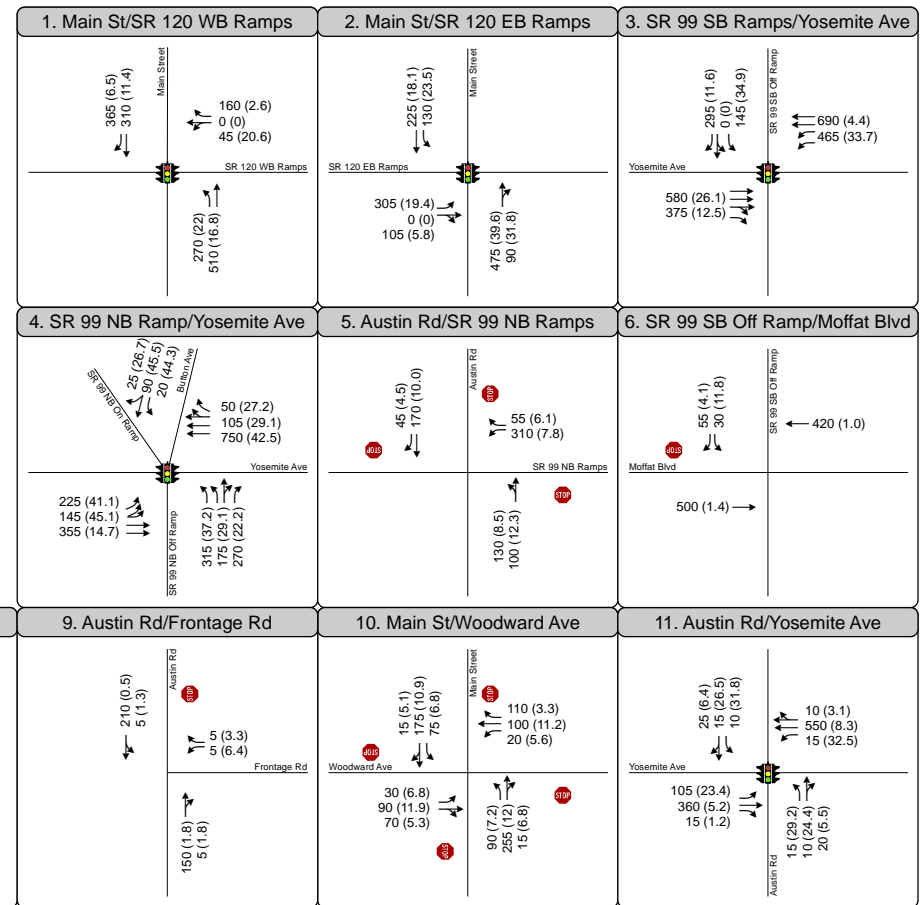 1. Main St/SR 120 WB Ramps
365 (6.5)
310 (11.4)
Main Street
160 (2.6)
0 (0)
45 (20.6)
SR 120 WB Ramps
270 (22)
510 (16.8)
2. Main St/SR 120 EB Ramps
225 (18.1)
130 (23.5)
Main Street
SR 120 EB Ramps
305 (19.4)
0 (0)
105 (5.8)
475 (39.6)
90 (31.8)
3. SR 99 SB Ramps/Yosemite Ave
295 (11.6)
0 (0)
145 (34.9)
SR 99 SB Off Ramp
690 (4.4)
465 (33.7)
Yosemite Ave
580 (26.1)
375 (12.5)
4. SR 99 NB Ramp/Yosemite Ave
25 (26.7)
90 (45.5)
20 (44.3)
SR 99 NB On Ramp
Button Ave
50 (27.2)
105 (29.1)
750 (42.5)
Yosemite Ave
225 (41.1)
145 (45.1)
355 (14.7)
SR 99 NB Off Ramp
315 (37.2)
175 (29.1)
270 (22.2)
5. Austin Rd/SR 99 NB Ramps
45 (4.5)
170 (10.0)
Austin Rd
STOP
55 (6.1)
310 (7.8)
STOP
SR 99 NB Ramps
STOP
130 (8.5)
100 (12.3)
6. SR 99 SB Off Ramp/Moffat Blvd
55 (4.1)
30 (11.8)
SR 99 SB Off Ramp
420 (1.0)
STOP
Moffat Blvd
500 (1.4)
9. Austin Rd/Frontage Rd
210 (0.5)
5 (1.3)
Austin Rd
STOP
5 (3.3)
5 (6.4)
Frontage Rd
150 (1.8)
5 (1.8)
10. Main St/Woodward Ave
15 (5.1)
175 (10.9)
75 (6.8)
Main Street
STOP
110 (3.3)
100 (11.2)
20 (5.6)
STOP
Woodward Ave
30 (6.8)
90 (11.9)
70 (5.3)
STOP
90 (7.2)
255 (12)
15 (6.8)
STOP
11. Austin Rd/Yosemite Ave
25 (6.4)
15 (26.5)
10 (31.8)
10 (3.1)
550 (8.3)
15 (32.5)
Yosemite Ave
105 (23.4)
360 (5.2)
15 (1.2)
Austin Rd
15 (29.2)
10 (24.4)
20 (5.5)